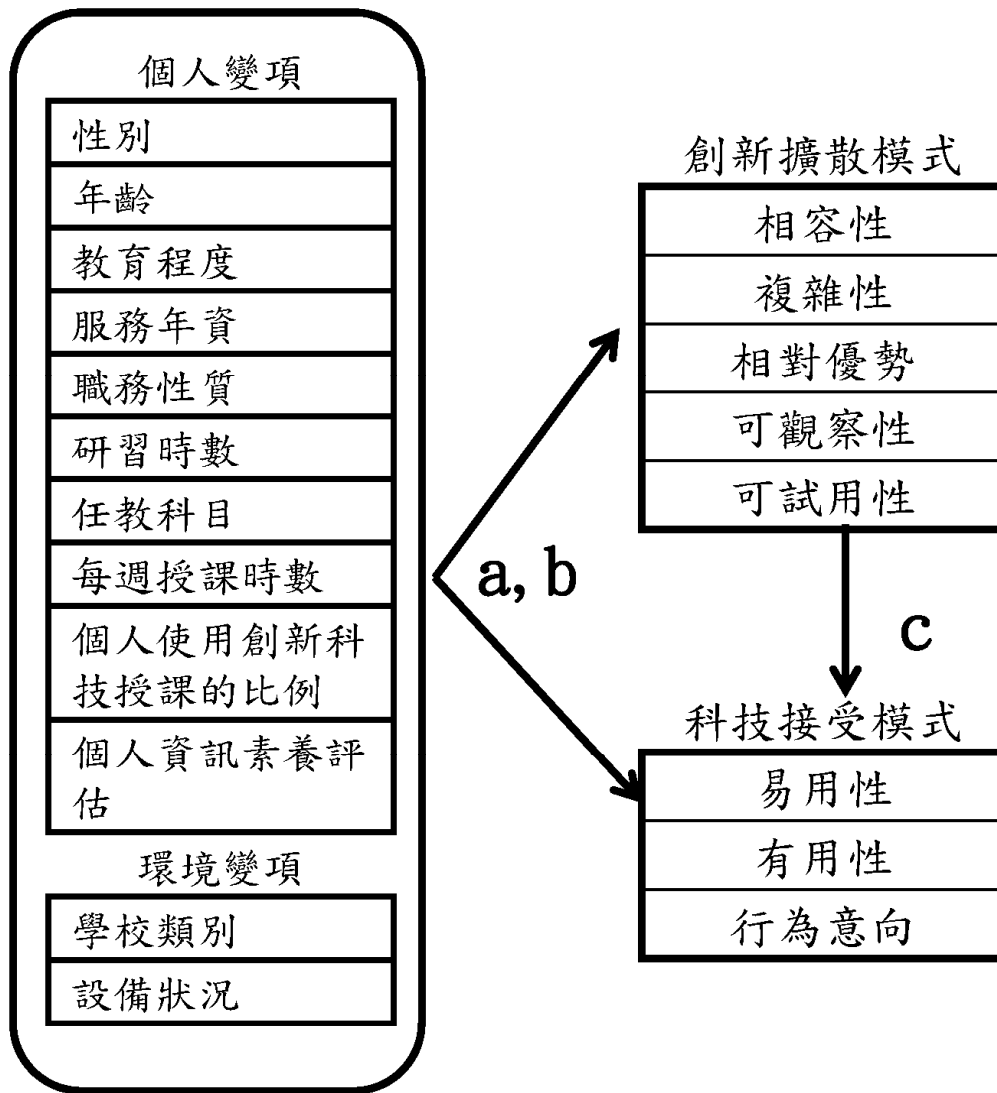 個人變項
性別
年齡
教育程度
服務年資
職務性質
研習時數
任教科目
每週授課時數
個人使用創新科
技授課的比例
個人資訊素養評
估
環境變項
學校類別
設備狀況
a, b
創新擴散模式
相容性
複雜性
相對優勢
可觀察性
可試用性
c
科技接受模式
易用性
有用性
行為意向